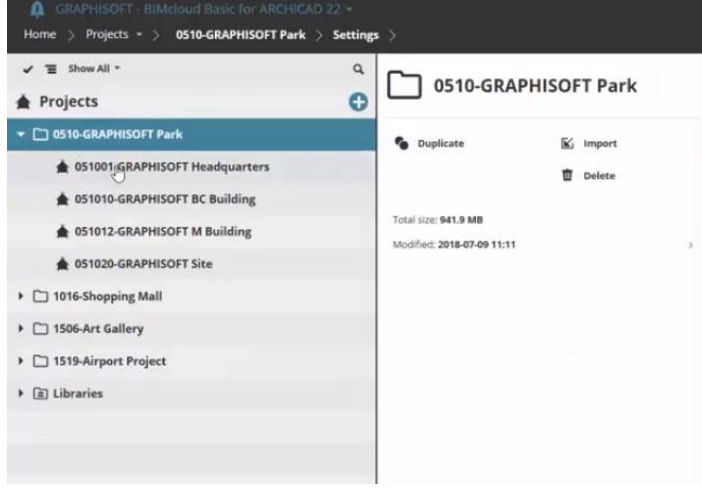 GRAPHISOFT - BIMcloud Basic for ARCHICAD 22
Home > Projects > 0510-GRAPHISOFT Park > Settings >
Show All
Projects
0510-GRAPHISOFT Park
051001-GRAPHISOFT Headquarters
051010-GRAPHISOFT BC Building
051012-GRAPHISOFT M Building
051020-GRAPHISOFT Site
1016-Shopping Mall
1506-Art Gallery
1519-Airport Project
Libraries
0510-GRAPHISOFT Park
Duplicate
Import
Delete
Total size: 941.9 MB
Modified: 2018-07-09 11:11